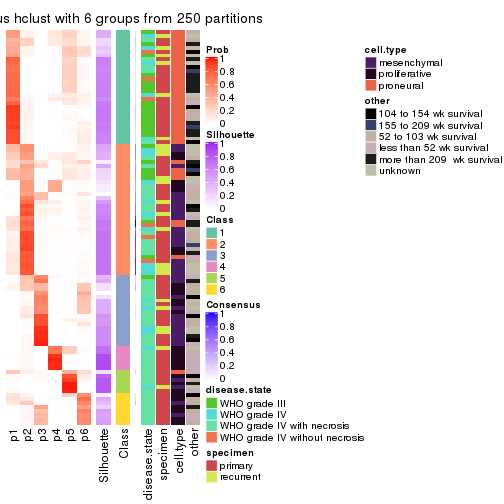 us hclust with 6 groups from 250 partitions
Prob
1
0.8
0.6
0.4
0.2
0
Silhouette
1
0.8
0.6
0.4
0.2
0
Class
1
2
3
4
5
6
Consensus
1
0.8
0.6
0.4
0.2
0
disease.state
WHO grade III
WHO grade IV
WHO grade IV with necrosis
WHO grade IV without necrosis
specimen
primary
recurrent
cell.type
mesenchymal
proliferative
proneural
other
104 to 154 wk survival
155 to 209 wk survival
52 to 103 wk survival
less than 52 wk survival
more than 209  wk survival
unknown
p1
p2
p3
p4
p5
p6
Silhouette
Class
disease.state
specimen
cell.type
other